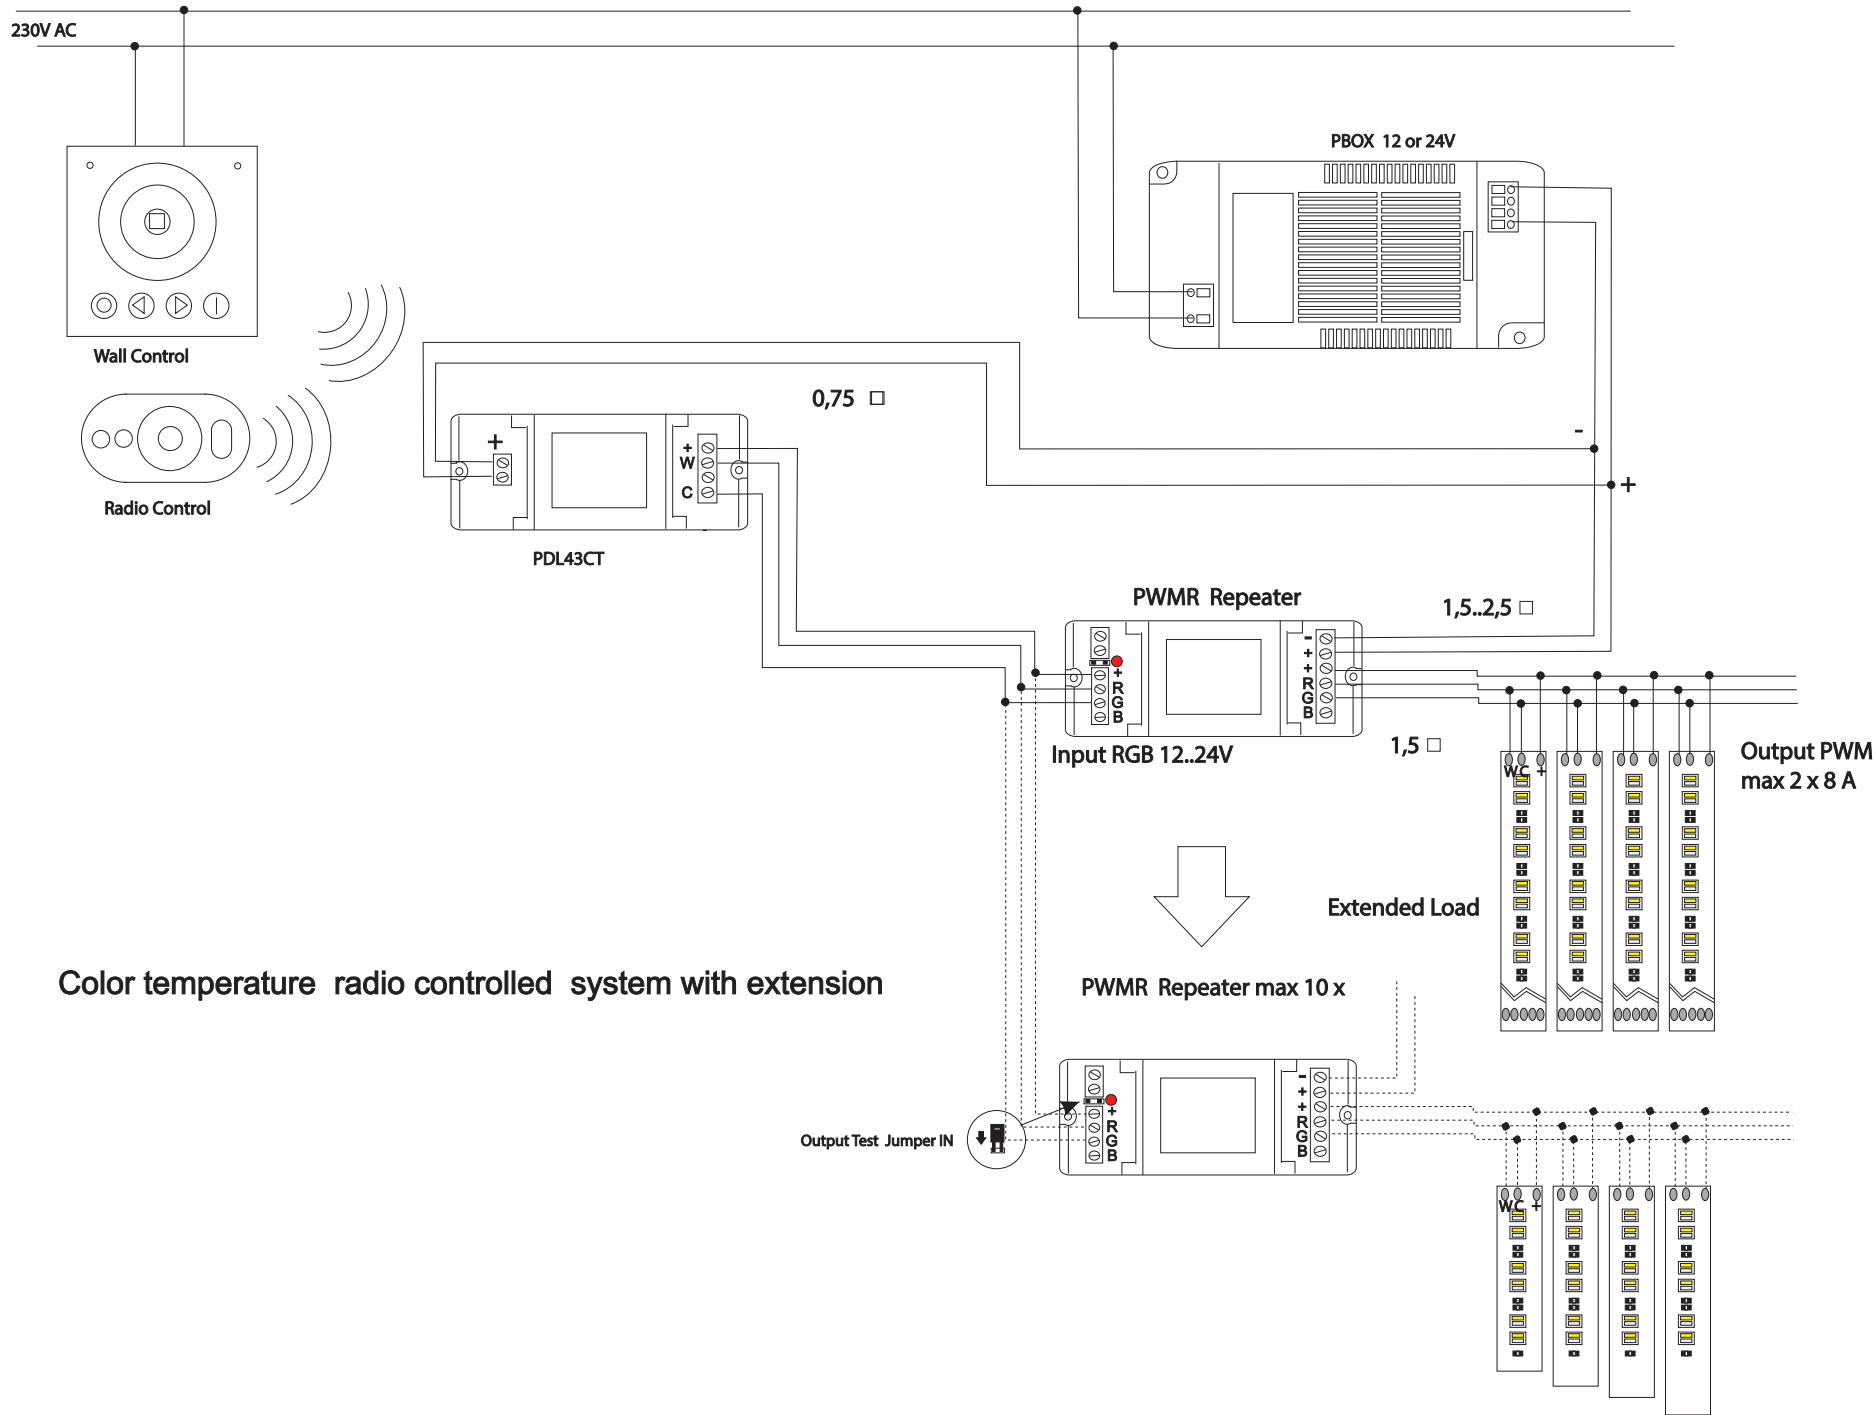 230V AC
PBOX 12 or 24V
Wall Control
0,75 □
-
+
+
+
W
C
Radio Control
PDL43CT
PWMR Repeater
1,5..2,5 □
-
+
+
R
G
B
+
R
G
B
Input RGB 12..24V
1,5 □
Output PWM
max 2 x 8 A
WC +
Extended Load
Color temperature radio controlled system with extension
PWMR Repeater max 10 x
-
+
+
R
G
B
+
R
G
B
Output Test Jumper IN
WC +